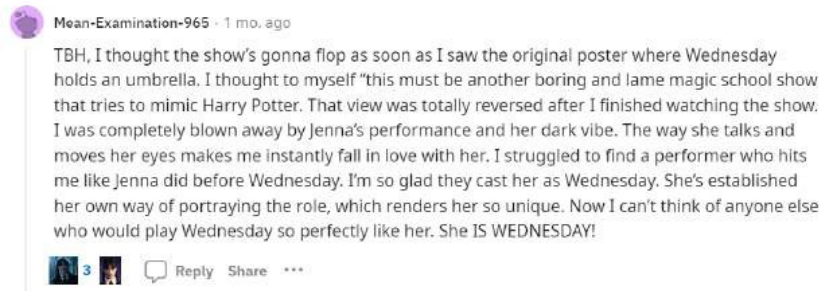 Mean-Examination-965 · 1 mo. ago
TBH, I thought the show's gonna flop as soon as I saw the original poster where Wednesday
holds an umbrella. I thought to myself "this must be another boring and lame magic school show
that tries to mimic Harry Potter. That view was totally reversed after I finished watching the show.
I was completely blown away by Jenna's performance and her dark vibe. The way she talks and
moves her eyes makes me instantly fall in love with her. I struggled to find a performer who hits
me like Jenna did before Wednesday. I'm so glad they cast her as Wednesday. She's established
her own way of portraying the role, which renders her so unique. Now I can't think of anyone else
who would play Wednesday so perfectly like her. She IS WEDNESDAY!
3 Reply Share ···